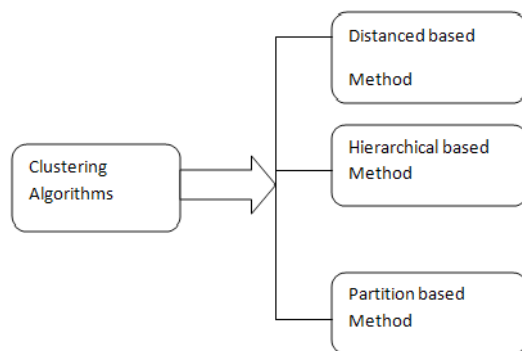 Distanced based
Method
Hierarchical based
Method
Clustering
Algorithms
Partition based
Method